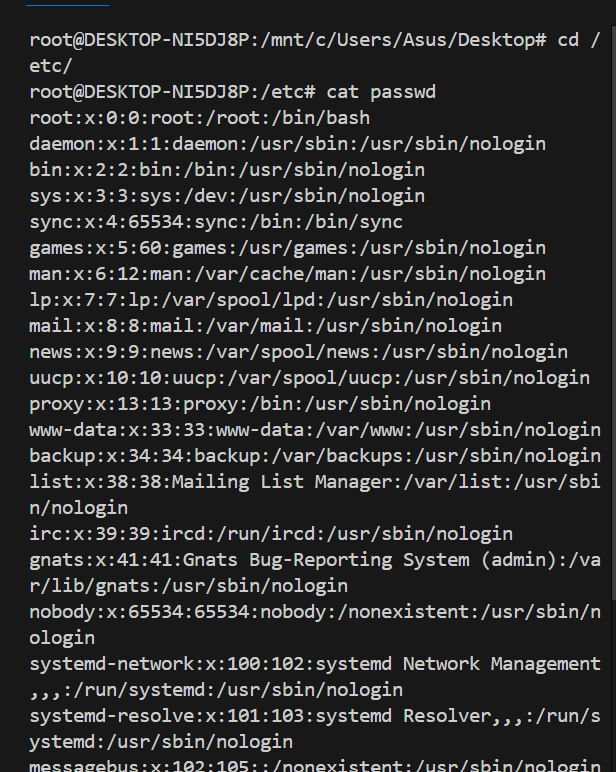 root@DESKTOP-NI5DJ8P:/mnt/c/Users/Asus/Desktop# cd /
etc/
root@DESKTOP-NI5DJ8P:/etc# cat passwd
root:x:0:0:root:/root:/bin/bash
daemon:x:1:1:daemon:/usr/sbin:/usr/sbin/nologin
bin:x:2:2:bin:/bin:/usr/sbin/nologin
sys:x:3:3:sys:/dev:/usr/sbin/nologin
sync:x:4:65534:sync:/bin:/bin/sync
games:x:5:60:games:/usr/games:/usr/sbin/nologin
man:x:6:12:man:/var/cache/man:/usr/sbin/nologin
lp:x:7:7:lp:/var/spool/lpd:/usr/sbin/nologin
mail:x:8:8:mail:/var/mail:/usr/sbin/nologin
news:x:9:9:news:/var/spool/news:/usr/sbin/nologin
uucp:x:10:10:uucp:/var/spool/uucp:/usr/sbin/nologin
proxy:x:13:13:proxy:/bin:/usr/sbin/nologin
www-data:x:33:33:www-data:/var/www:/usr/sbin/nologin
backup:x:34:34:backup:/var/backups:/usr/sbin/nologin
list:x:38:38:Mailing List Manager:/var/list:/usr/sbi
n/nologin
irc:x:39:39:ircd:/run/ircd:/usr/sbin/nologin
gnats:x:41:41:Gnats Bug-Reporting System (admin):/va
r/lib/gnats:/usr/sbin/nologin
nobody:x:65534:65534:nobody:/nonexistent:/usr/sbin/n
ologin
systemd-network:x:100:102:systemd Network Management
,,,:/run/systemd:/usr/sbin/nologin
systemd-resolve:x:101:103:systemd Resolver,,,:/run/s
ystemd:/usr/sbin/nologin
messagebus:x:102:105::/nonexistent:/usr/sbin/nologin